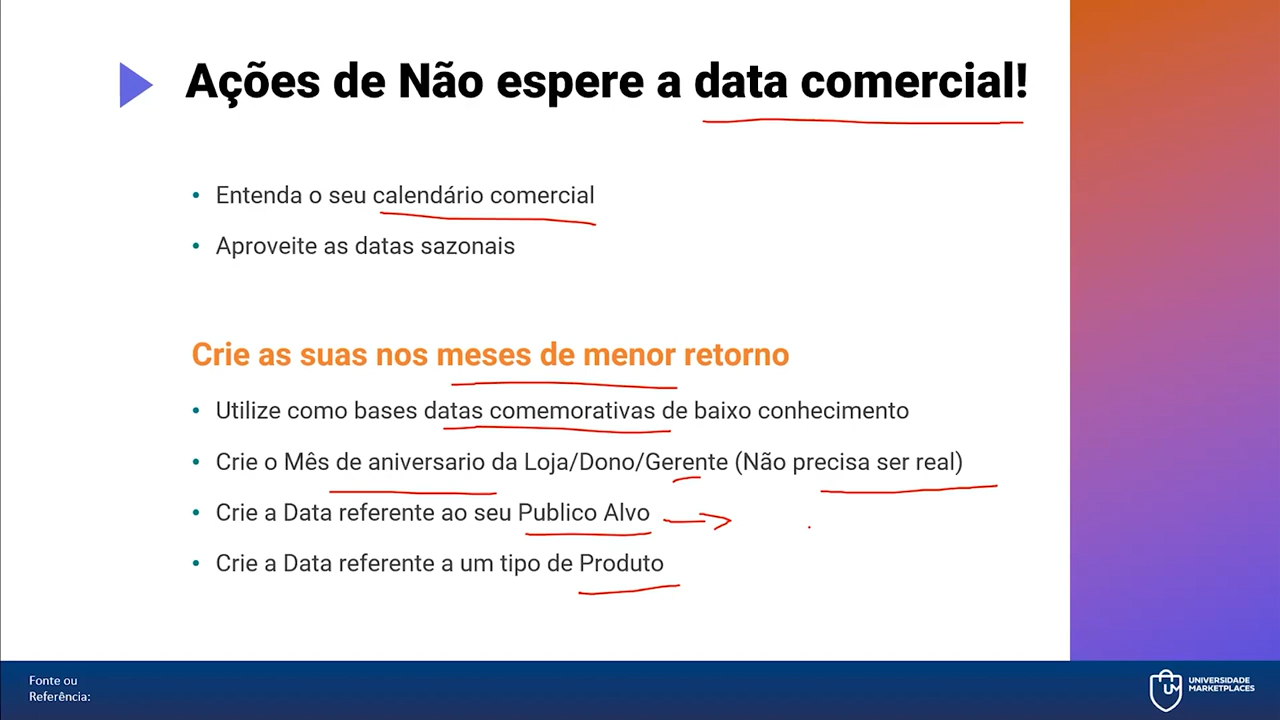 Ações de Não espere a data comercial!
• Entenda o seu calendário comercial
• Aproveite as datas sazonais
Crie as suas nos meses de menor retorno
• Utilize como bases datas comemorativas de baixo conhecimento
• Crie o Mês de aniversario da Loja/Dono/Gerente (Não precisa ser real)
• Crie a Data referente ao seu Publico Alvo
• Crie a Data referente a um tipo de Produto
Fonte ou
Referência:
UM
UNIVERSIDADE
MARKETPLACES